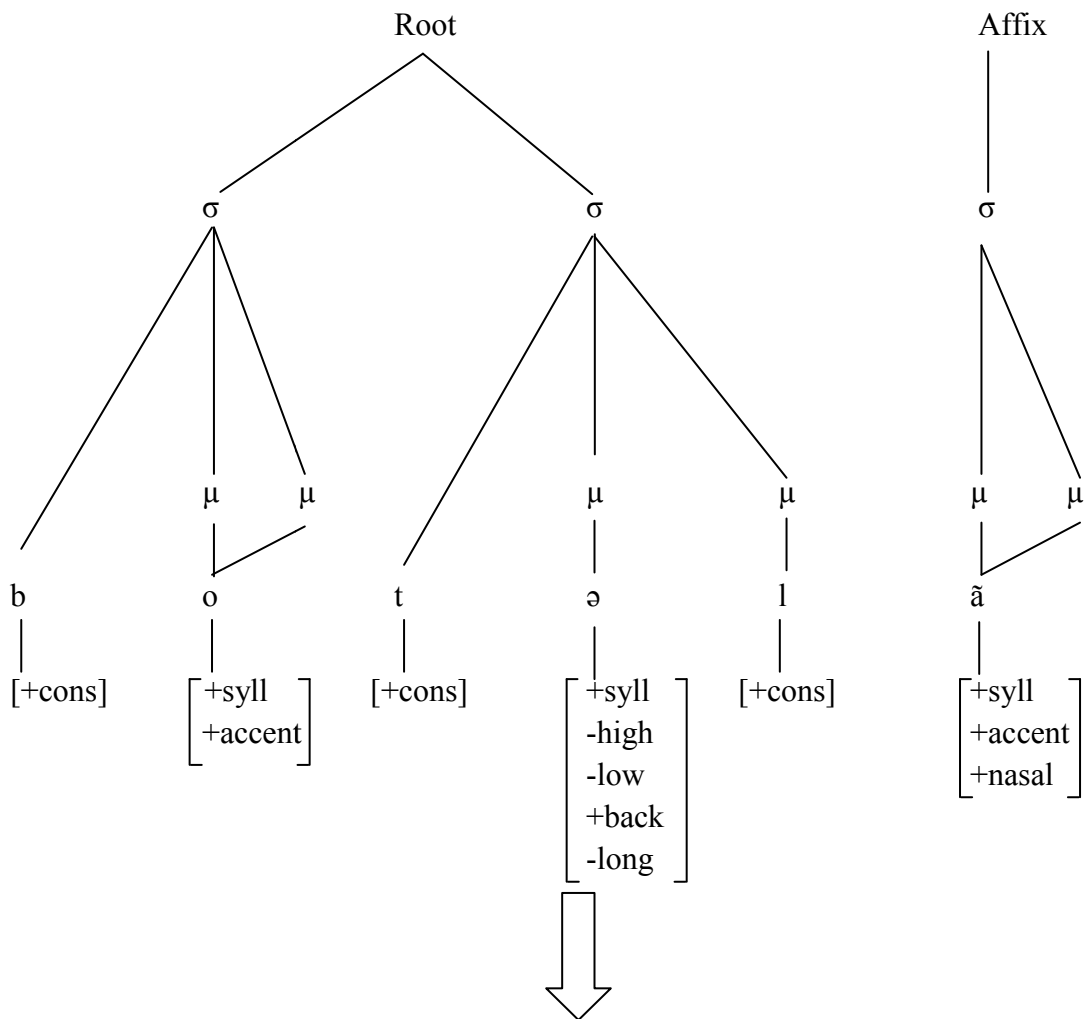 Root Affix
σ σ σ
μ μ μ μ μ μ
b o t ə l ã
[+cons] [+syll [+cons] [+syll [+cons] [+syll
+accent] -high +accent
-low +nasal]
+back
-long]